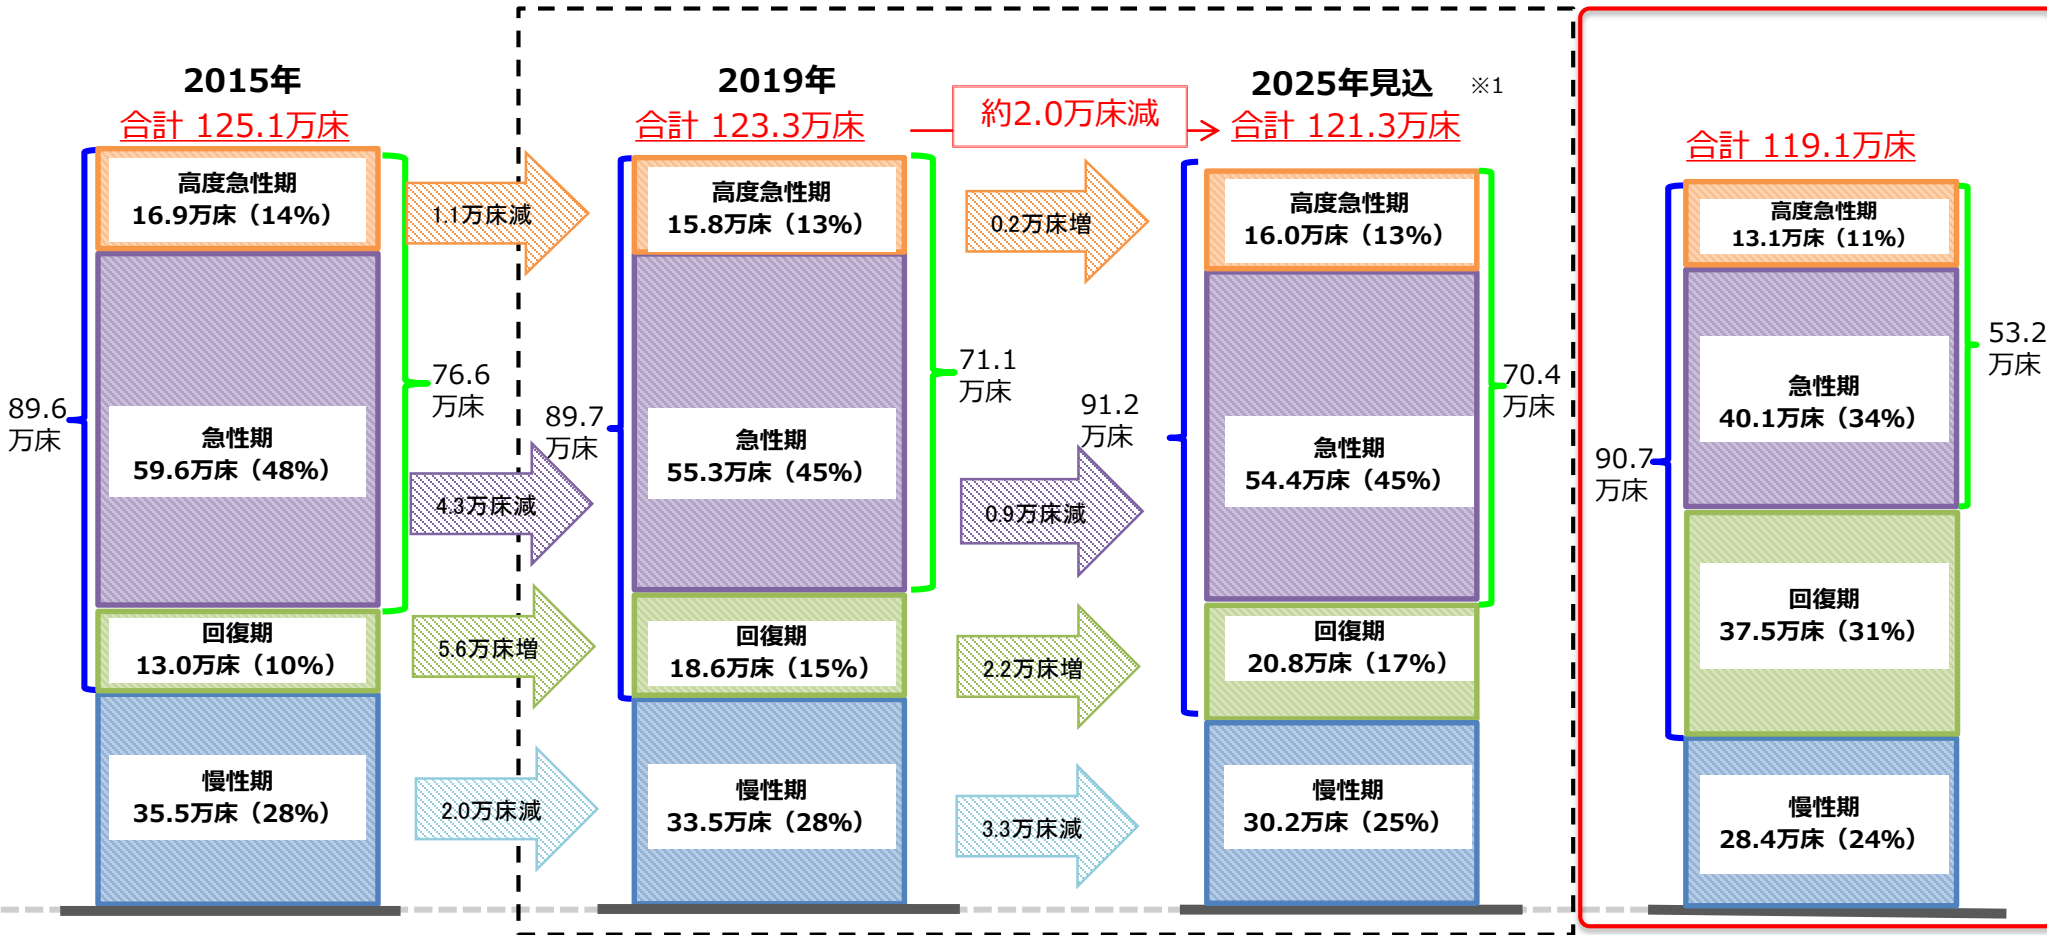 2015年
合計 125.1万床
高度急性期
16.9万床（14%）
急性期
59.6万床（48%）
回復期
13.0万床（10%）
慢性期
35.5万床（28%）
89.6
万床
76.6
万床
1.1万床減
4.3万床減
5.6万床増
2.0万床減
2019年
合計 123.3万床
高度急性期
15.8万床（13%）
急性期
55.3万床（45%）
回復期
18.6万床（15%）
慢性期
33.5万床（28%）
89.7
万床
71.1
万床
約2.0万床減
0.2万床増
0.9万床減
2.2万床増
3.3万床減
2025年見込 ※1
合計 121.3万床
高度急性期
16.0万床（13%）
急性期
54.4万床（45%）
回復期
20.8万床（17%）
慢性期
30.2万床（25%）
91.2
万床
70.4
万床
合計 119.1万床
高度急性期
13.1万床（11%）
急性期
40.1万床（34%）
回復期
37.5万床（31%）
慢性期
28.4万床（24%）
90.7
万床
53.2
万床